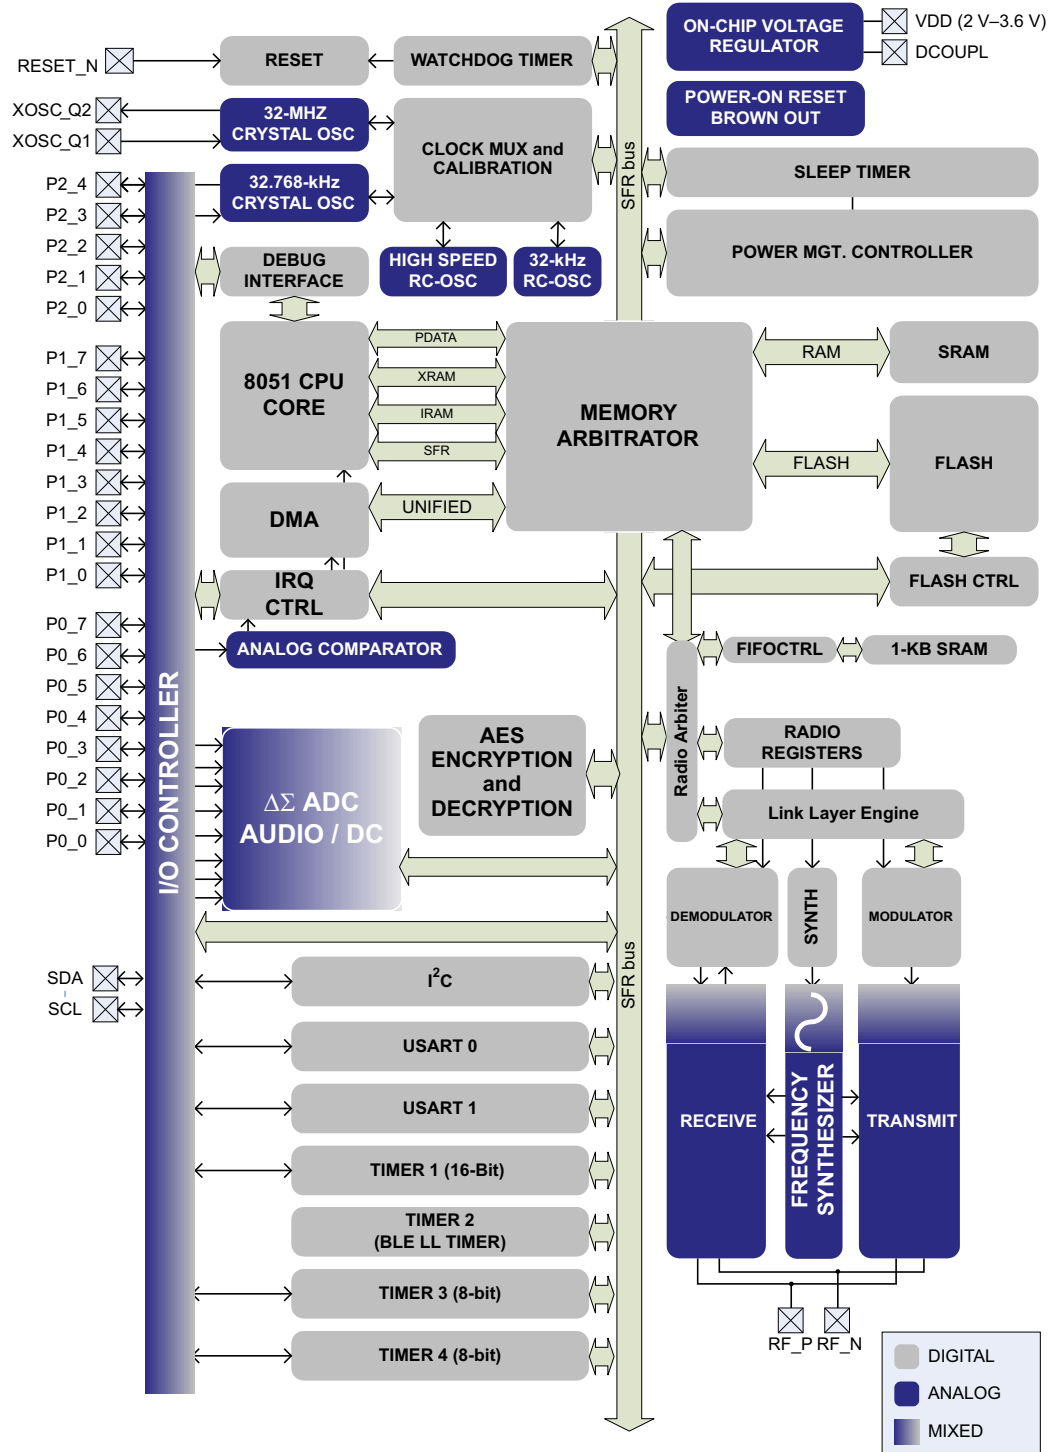 ON-CHIP VOLTAGE
REGULATOR
VDD (2 V–3.6 V)
DCOUPL
RESET_N
RESET
WATCHDOG TIMER
POWER-ON RESET
BROWN OUT
XOSC_Q2
XOSC_Q1
32-MHZ
CRYSTAL OSC
CLOCK MUX and
CALIBRATION
SFR bus
SLEEP TIMER
P2_4
P2_3
P2_2
P2_1
P2_0
32.768-kHz
CRYSTAL OSC
POWER MGT. CONTROLLER
DEBUG
INTERFACE
HIGH SPEED
RC-OSC
32-kHz
RC-OSC
P1_7
P1_6
P1_5
P1_4
P1_3
P1_2
P1_1
P1_0
8051 CPU
CORE
PDATA
XRAM
IRAM
SFR
MEMORY
ARBITRATOR
RAM
SRAM
FLASH
FLASH
DMA
UNIFIED
IRQ
CTRL
FLASH CTRL
P0_7
P0_6
P0_5
P0_4
P0_3
P0_2
P0_1
P0_0
ANALOG COMPARATOR
FIFOCTRL
1-KB SRAM
I/O CONTROLLER
Radio Arbiter
RADIO
REGISTERS
AES
ENCRYPTION
and
DECRYPTION
ΔΣ ADC
AUDIO / DC
Link Layer Engine
DEMODULATOR
SYNTH
MODULATOR
SFR bus
SDA
SCL
I2C
USART 0
USART 1
TIMER 1 (16-Bit)
TIMER 2
(BLE LL TIMER)
TIMER 3 (8-bit)
TIMER 4 (8-bit)
RECEIVE
FREQUENCY
SYNTHESIZER
TRANSMIT
RF_P
RF_N
DIGITAL
ANALOG
MIXED